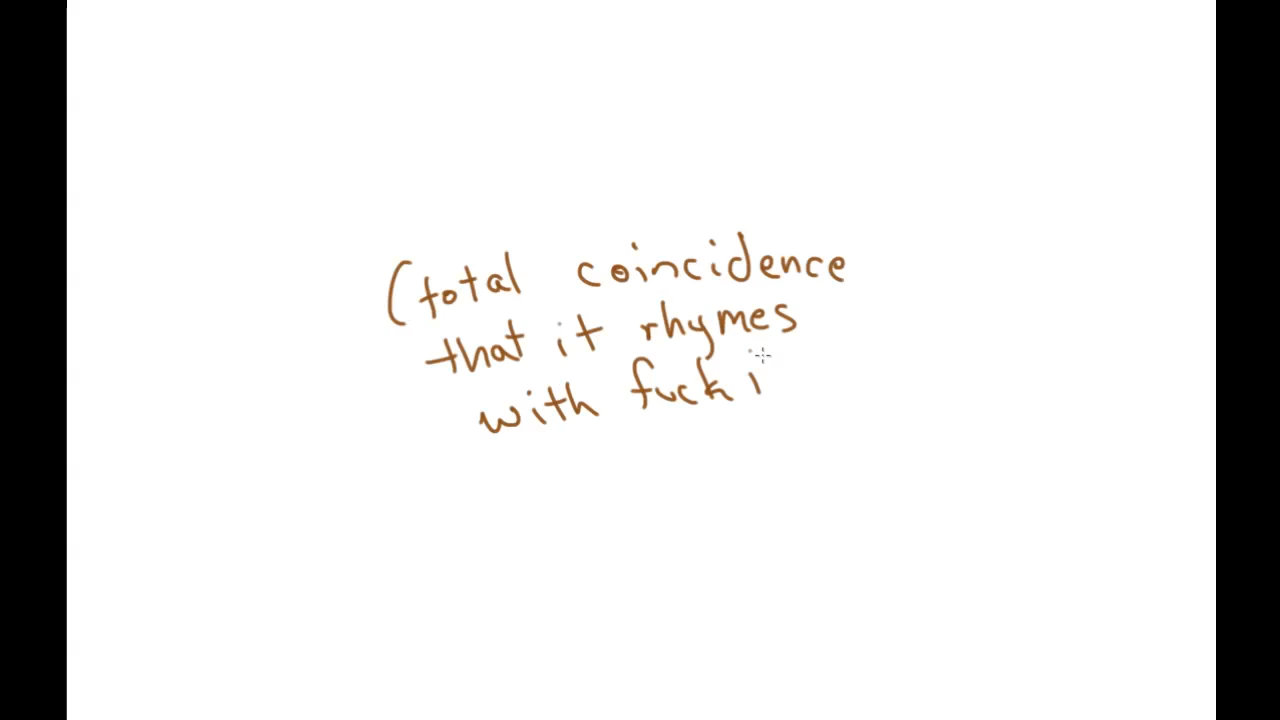 (total coincidence
that it rhymes
with fuck i